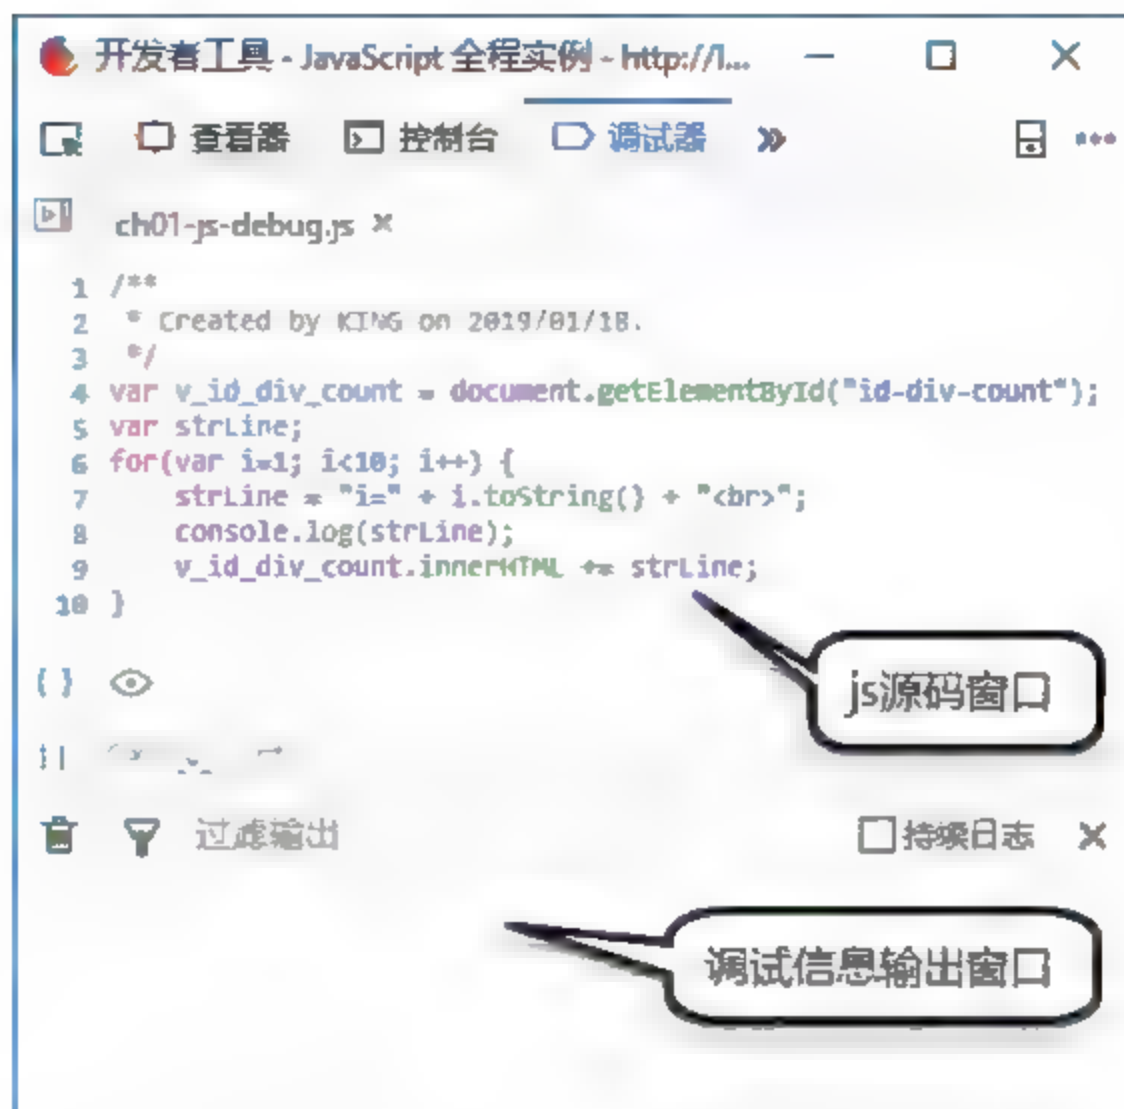 开发者工具 - JavaScript 全程实例 - http://l...
查看器 控制台 调试器
ch01-js-debug.js
1 /**
2 * Created by KING on 2019/01/18.
3 */
4 var v_id_div_count = document.getElementById("id-div-count");
5 var strLine;
6 for(var i=1; i<10; i++) {
7 strLine = "i=" + i.toString() + "<br>";
8 console.log(strLine);
9 v_id_div_count.innerHTML += strLine;
10 }
{ }
js源码窗口
过滤输出 持续日志
调试信息输出窗口